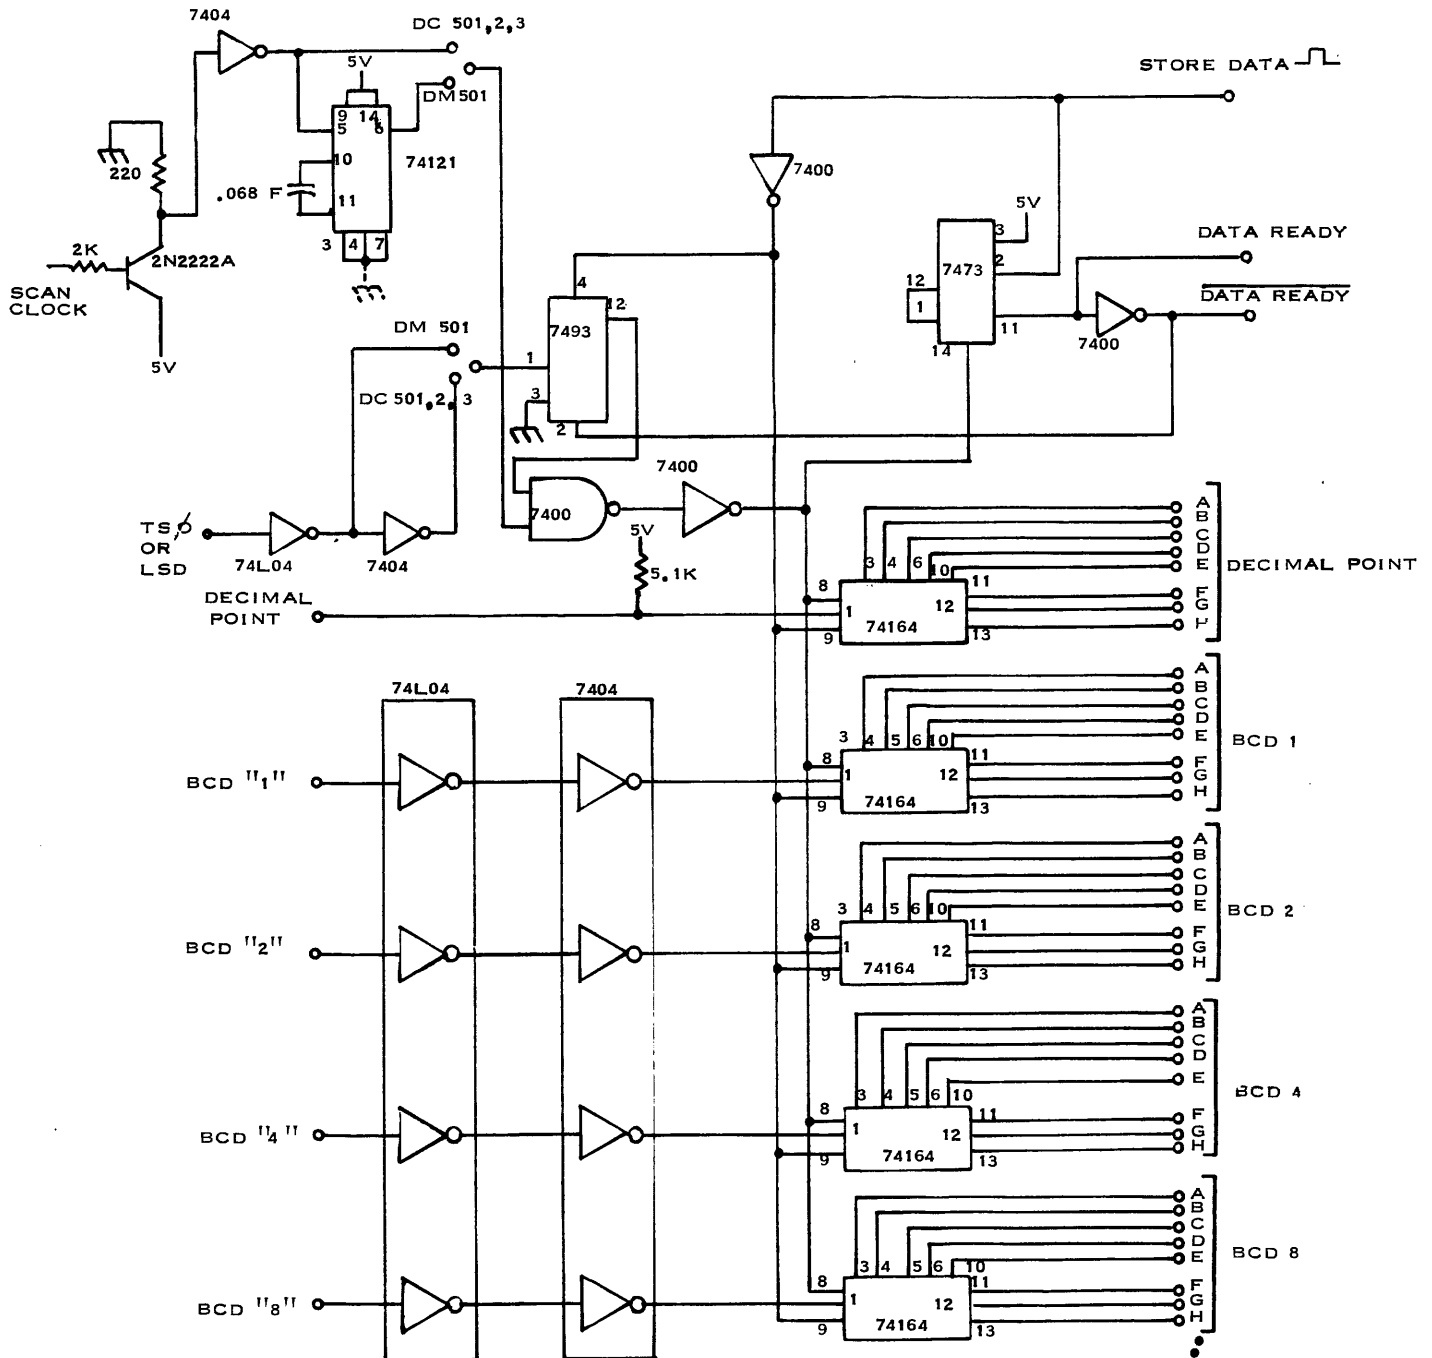 7404
DC 501,2,3
5V
DM501
9 14 6
5
10
11
74121
.068 F
3 4 7
220
2K
2N2222A
SCAN
CLOCK
5V
STORE DATA
7400
5V
3
2
7473
12
1
11
14
DATA READY
DATA READY
7400
4
12
7493
1
3
2
DM 501
DC 501,2,3
7400
7400
5V
5.1K
TS,∅
OR
LSD
74L04
7404
DECIMAL
POINT
3 4 6 10 11
8
1 12
9 74164 13
A
B
C
D
E
F
G
H
DECIMAL POINT
74L04
7404
BCD "1"
3 4 5 6 10 11
8
1 12
9 74164 13
A
B
C
D
E
F
G
H
BCD 1
BCD "2"
3 4 5 6 10 11
8
1 12
9 74164 13
A
B
C
D
E
F
G
H
BCD 2
BCD "4"
3 4 5 6 10 11
8
1 12
9 74164 13
A
B
C
D
E
F
G
H
BCD 4
BCD "8"
3 4 5 6 10 11
8
1 12
9 74164 13
A
B
C
D
E
F
G
H
BCD 8